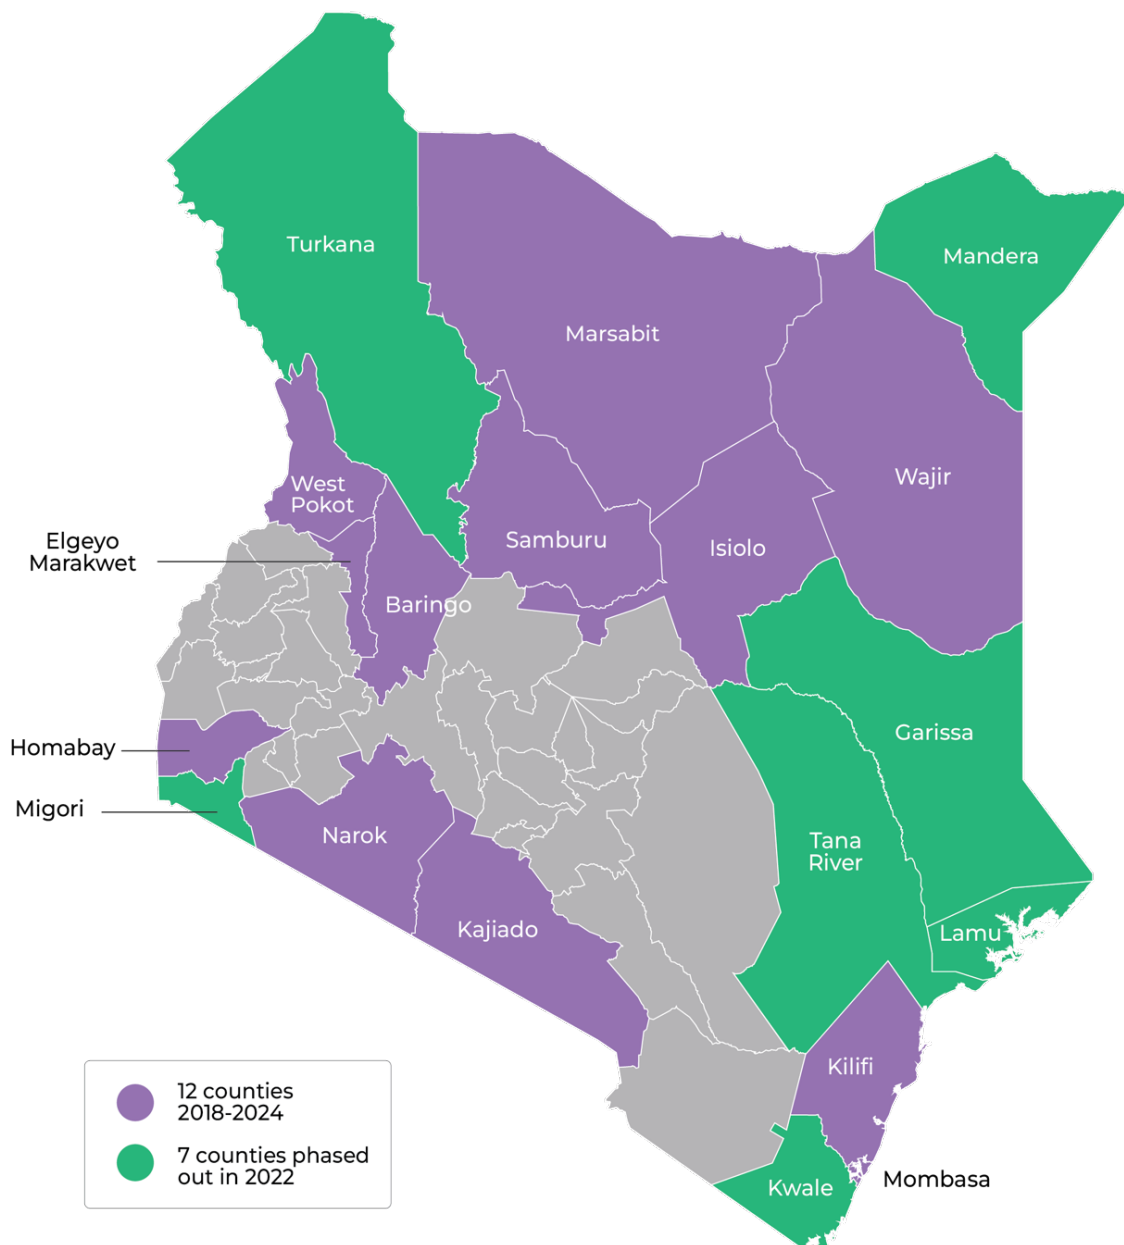 Turkana
Mandera
Marsabit
Wajir
West
Pokot
Elgeyo
Marakwet
Samburu
Isiolo
Baringo
Garissa
Homabay
Migori
Narok
Tana
River
Kajiado
Lamu
Kilifi
12 counties
2018-2024
7 counties phased
out in 2022
Mombasa
Kwale